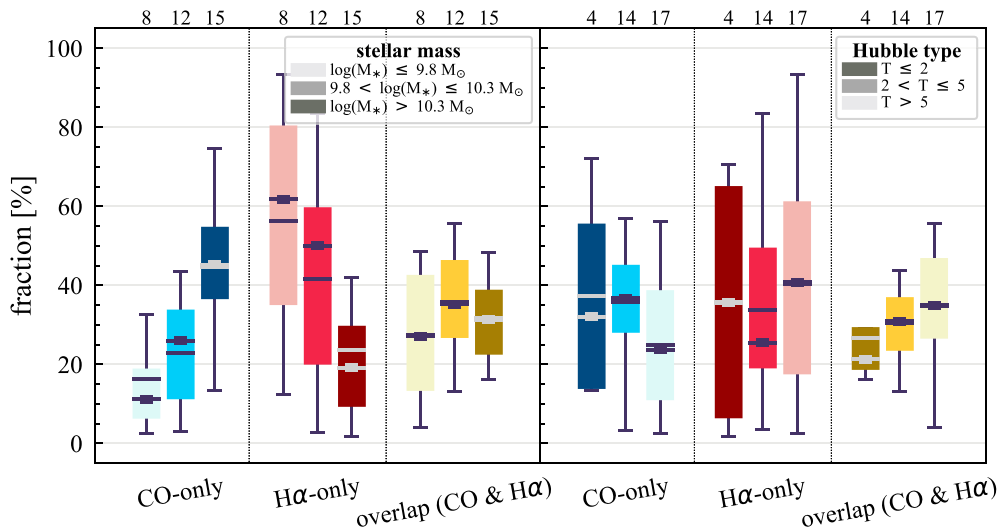 8 12 15 8 12 15 8 12 15 4 14 17 4 14 17 4 14 17
100
80
60
40
20
0
fraction [%]
stellar mass
log(M∗) ≤ 9.8 M⊙
9.8 < log(M∗) ≤ 10.3 M⊙
log(M∗) > 10.3 M⊙
Hubble type
T ≤ 2
2 < T ≤ 5
T > 5
CO-only
Hα-only
overlap (CO & Hα)
CO-only
Hα-only
overlap (CO & Hα)